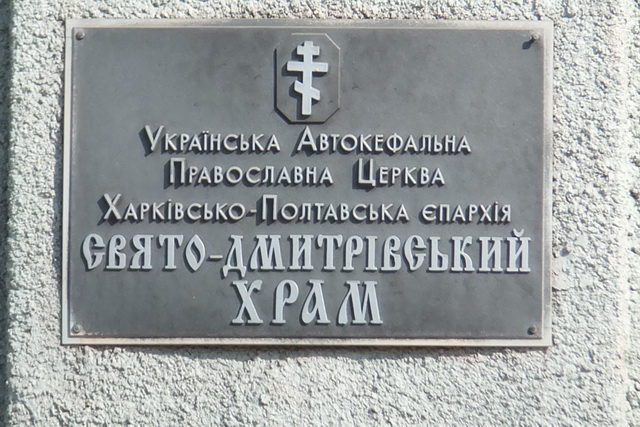 Українська Автокефальна
Православна Церква
Харківсько-Полтавська єпархія
Свято-Дмитрівський
храм